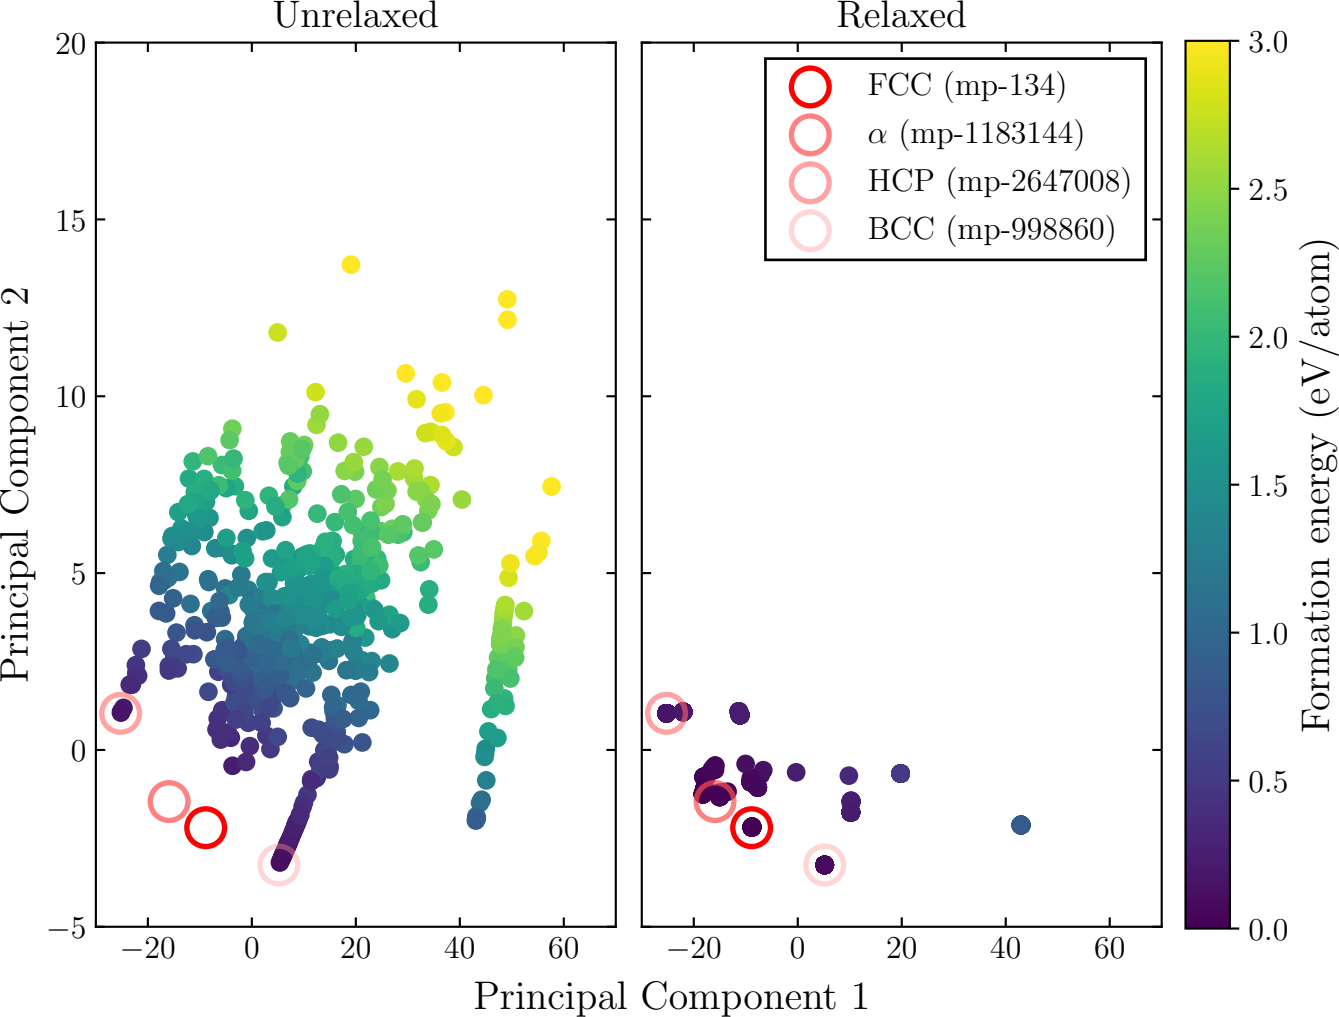 Unrelaxed
Relaxed
20
15
10
5
0
−5
Principal Component 2
−20 0 20 40 60
−20 0 20 40 60
Principal Component 1
FCC (mp-134)
α (mp-1183144)
HCP (mp-2647008)
BCC (mp-998860)
3.0
2.5
2.0
1.5
1.0
0.5
0.0
Formation energy (eV/atom)